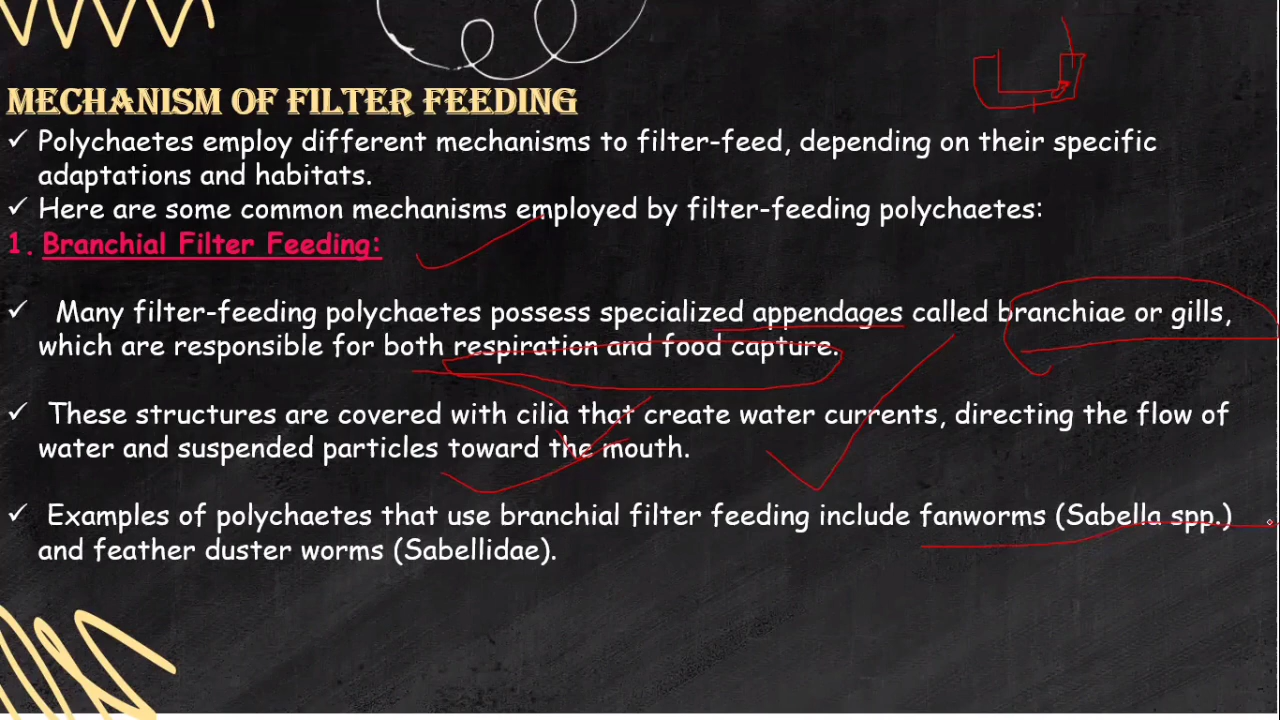 MECHANISM OF FILTER FEEDING
✓ Polychaetes employ different mechanisms to filter-feed, depending on their specific
adaptations and habitats.
✓ Here are some common mechanisms employed by filter-feeding polychaetes:
1. Branchial Filter Feeding:
✓ Many filter-feeding polychaetes possess specialized appendages called branchiae or gills,
which are responsible for both respiration and food capture.
✓ These structures are covered with cilia that create water currents, directing the flow of
water and suspended particles toward the mouth.
✓ Examples of polychaetes that use branchial filter feeding include fanworms (Sabella spp.)
and feather duster worms (Sabellidae).